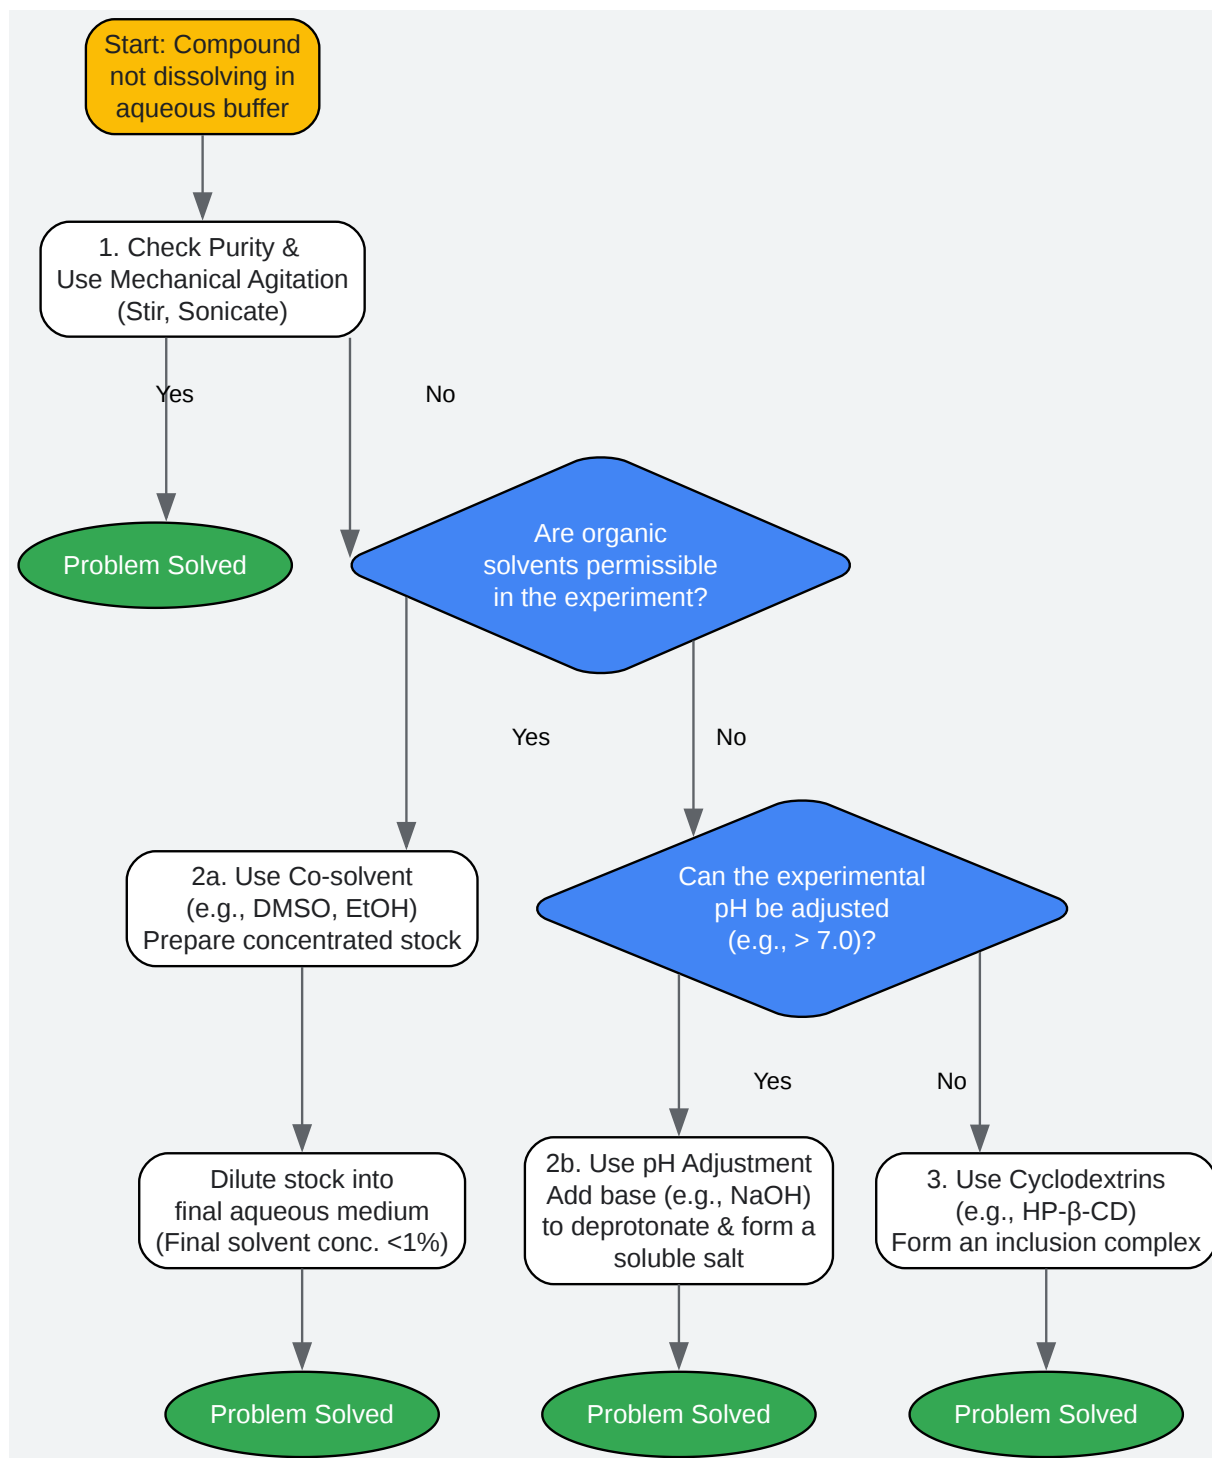 Start: Compound
not dissolving in
aqueous buffer
1. Check Purity &
Use Mechanical Agitation
(Stir, Sonicate)
Yes
No
Problem Solved
Are organic
solvents permissible
in the experiment?
Yes
No
2a. Use Co-solvent
(e.g., DMSO, EtOH)
Prepare concentrated stock
Can the experimental
pH be adjusted
(e.g., > 7.0)?
Yes
No
Dilute stock into
final aqueous medium
(Final solvent conc. <1%)
2b. Use pH Adjustment
Add base (e.g., NaOH)
to deprotonate & form a
soluble salt
3. Use Cyclodextrins
(e.g., HP-β-CD)
Form an inclusion complex
Problem Solved
Problem Solved
Problem Solved